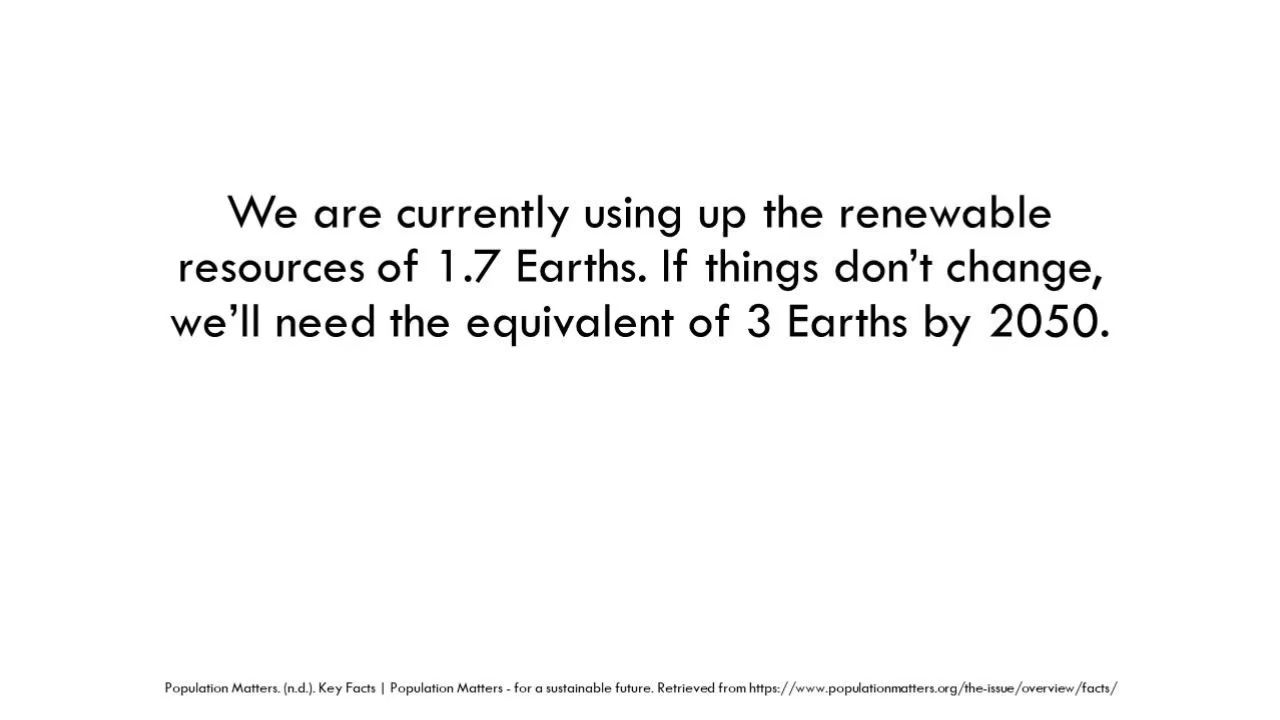 We are currently using up the renewable
resources of 1.7 Earths. If things don’t change,
we’ll need the equivalent of 3 Earths by 2050.
Population Matters. (n.d.). Key Facts | Population Matters - for a sustainable future. Retrieved from https://www.populationmatters.org/the-issue/overview/facts/